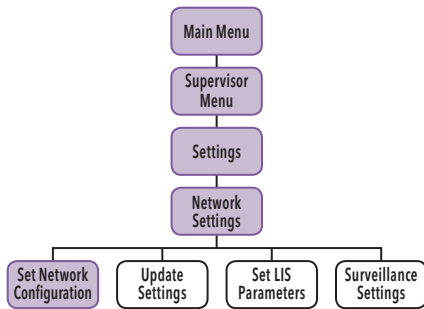 Main Menu
Supervisor
Menu
Settings
Network
Settings
Set Network
Configuration
Update
Settings
Set LIS
Parameters
Surveillance
Settings